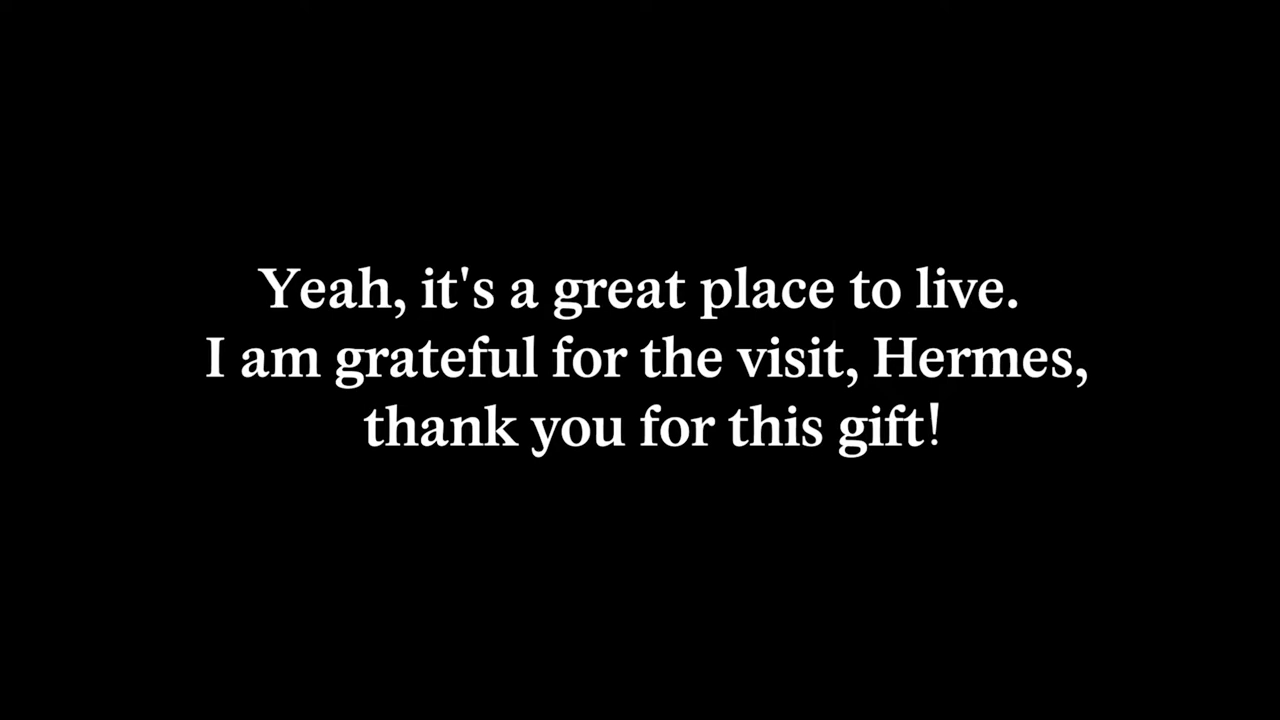 Yeah, it's a great place to live.
I am grateful for the visit, Hermes,
thank you for this gift!